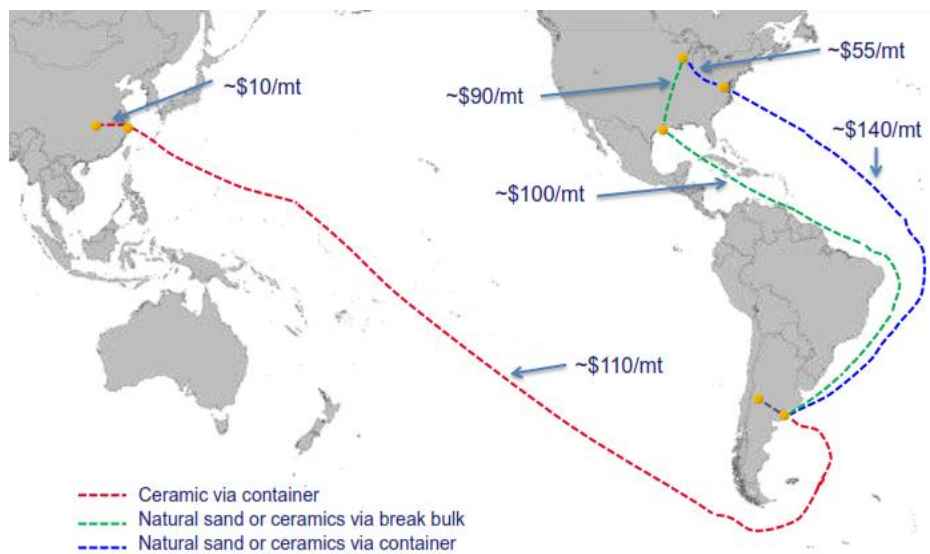 ~$55/mt
~$10/mt
~$90/mt
~$140/mt
~$100/mt
~$110/mt
Ceramic via container
Natural sand or ceramics via break bulk
Natural sand or ceramics via container